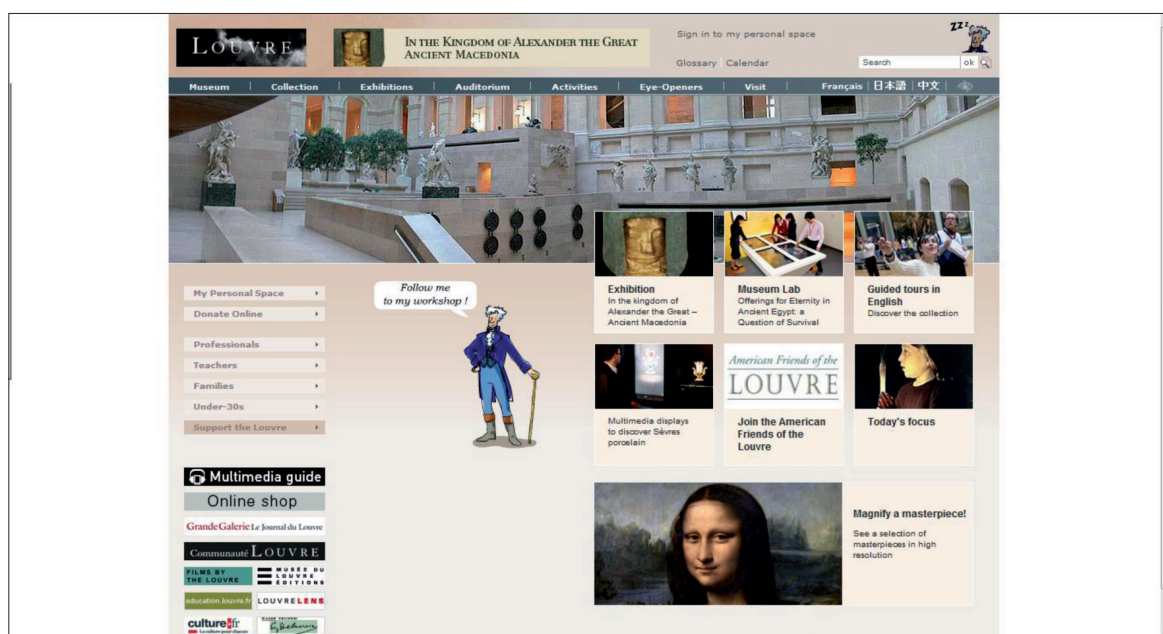 LOUVRE
IN THE KINGDOM OF ALEXANDER THE GREAT
ANCIENT MACEDONIA
Sign in to my personal space
zzz
Glossary Calendar
Search ok
Museum Collection Exhibitions Auditorium Activities Eye-Openers Visit Français 日本語 中文
My Personal Space
Donate Online
Professionals
Teachers
Families
Under-30s
Support the Louvre
Multimedia guide
Online shop
GrandeGalerie Le Journal du Louvre
Communauté LOUVRE
FILMS BY
THE LOUVRE
MUSÉE DU
LOUVRE
ÉDITIONS
education.louvre.fr
LOUVRELENS
culture.fr
La culture pour chacun
Follow me
to my workshop !
Exhibition
In the kingdom of
Alexander the Great –
Ancient Macedonia
Museum Lab
Offerings for Eternity in
Ancient Egypt: a
Question of Survival
Guided tours in
English
Discover the collection
Multimedia displays
to discover Sèvres
porcelain
American Friends of the
LOUVRE
Join the American
Friends of the
Louvre
Today's focus
Magnify a masterpiece!
See a selection of
masterpieces in high
resolution